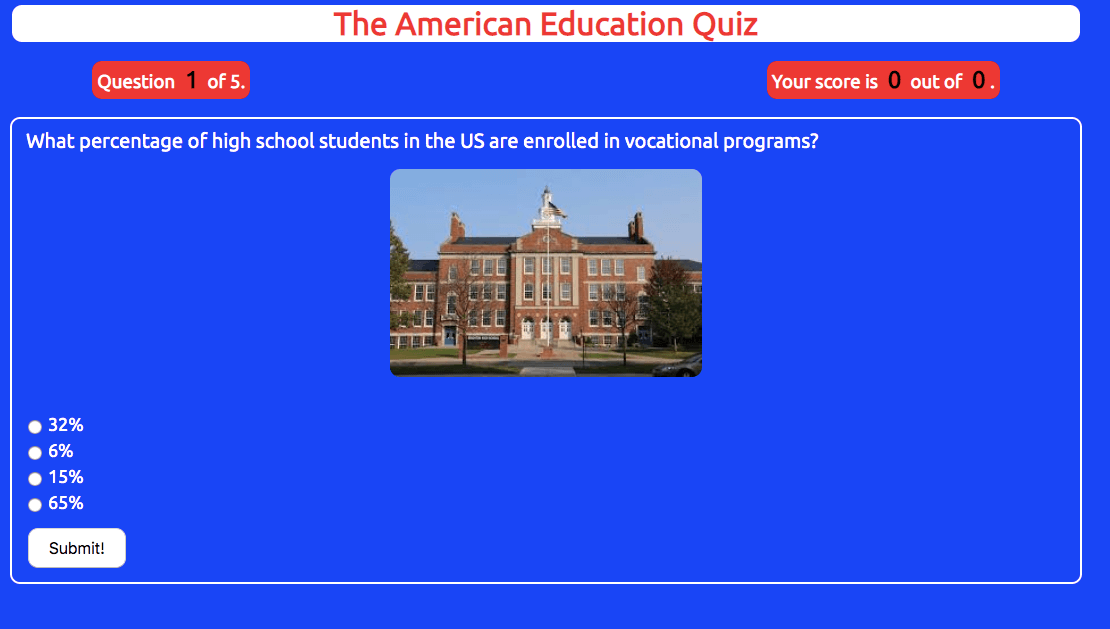 The American Education Quiz
Question 1 of 5.
Your score is 0 out of 0 .
What percentage of high school students in the US are enrolled in vocational programs?
32%
6%
15%
65%
Submit!